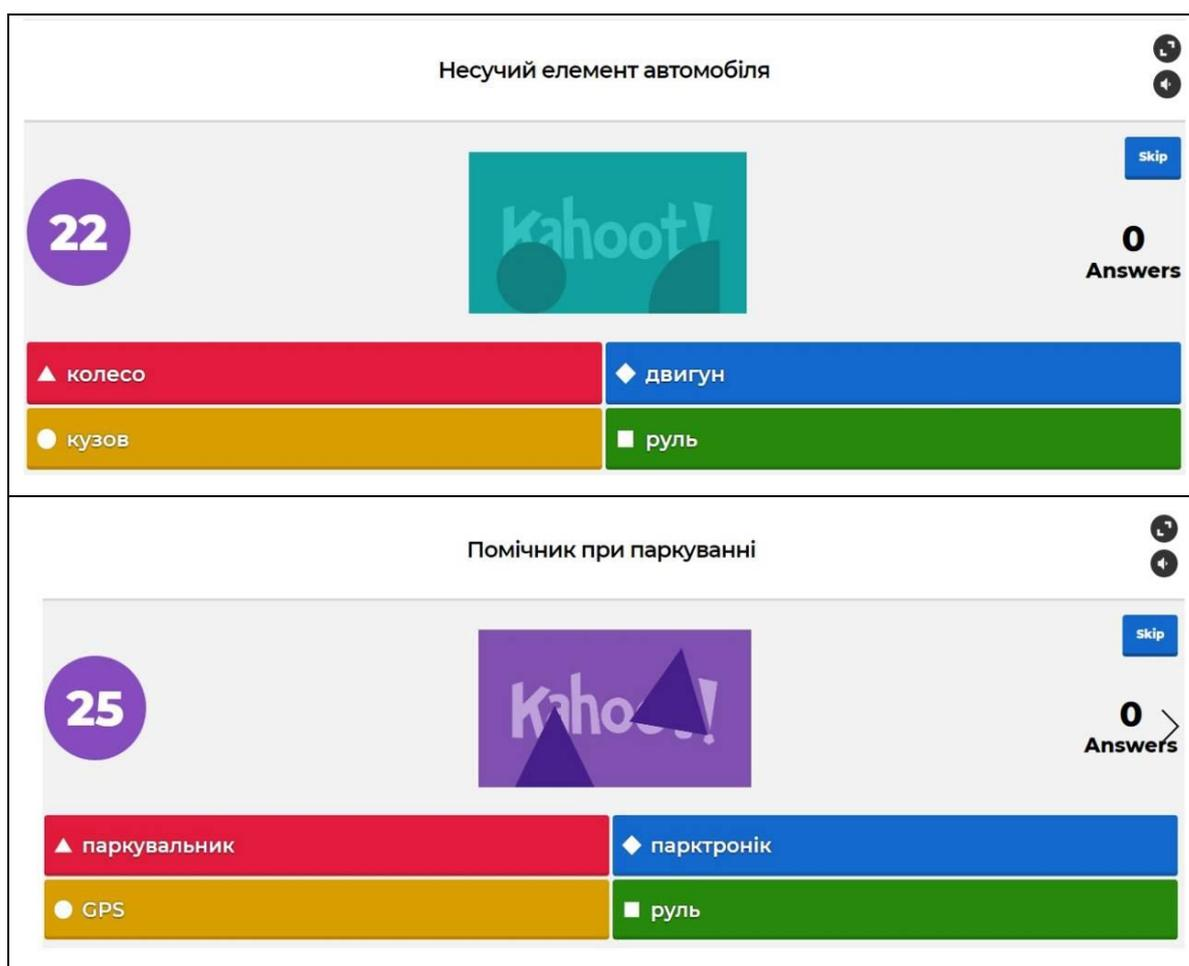 Несучий елемент автомобіля
Skip
22
Kahoot!
0
Answers
колесо
двигун
кузов
руль
Помічник при паркуванні
Skip
25
Kahoot!
0
Answers
паркувальник
парктронік
GPS
руль